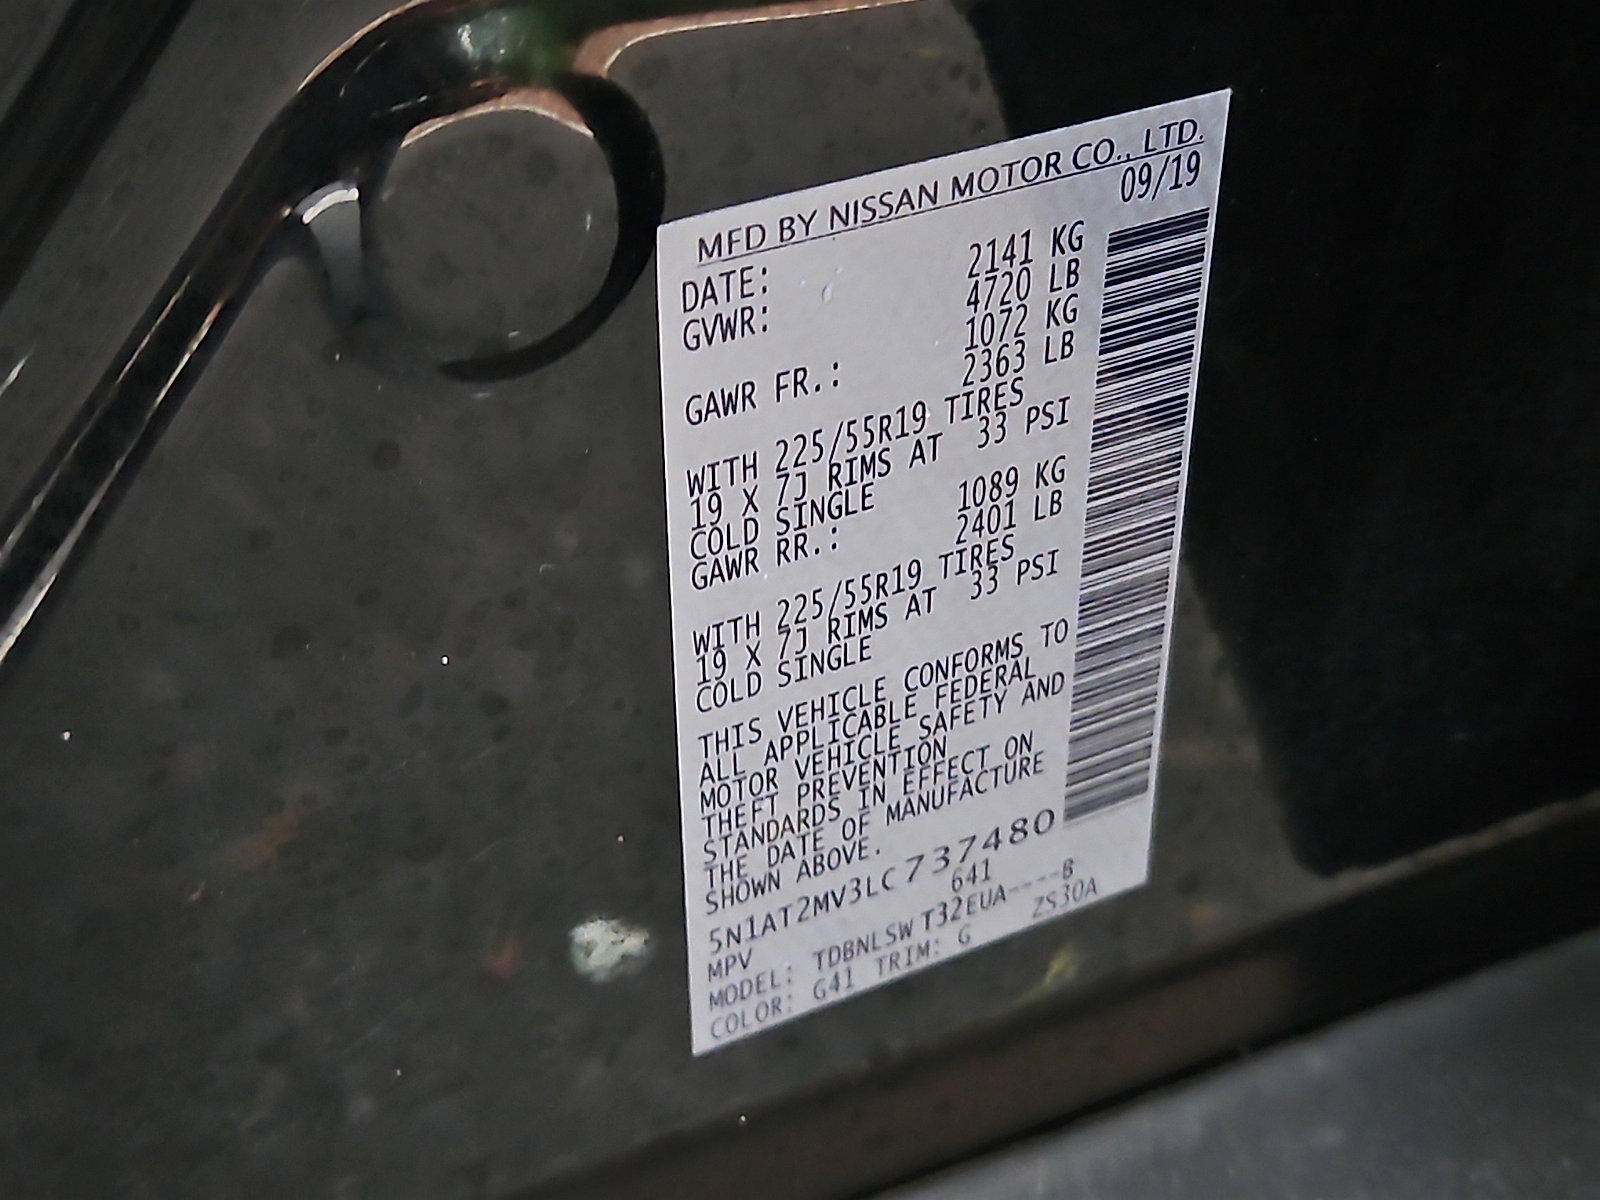 MFD BY NISSAN MOTOR CO., LTD.
DATE: 09/19
GVWR: 2141 KG
4720 LB
GAWR FR.: 1072 KG
2363 LB
WITH 225/55R19 TIRES
19 X 7J RIMS AT 33 PSI
COLD SINGLE
GAWR RR.: 1089 KG
2401 LB
WITH 225/55R19 TIRES
19 X 7J RIMS AT 33 PSI
COLD SINGLE
THIS VEHICLE CONFORMS TO
ALL APPLICABLE FEDERAL
MOTOR VEHICLE SAFETY AND
THEFT PREVENTION
STANDARDS IN EFFECT ON
THE DATE OF MANUFACTURE
SHOWN ABOVE.
5N1AT2MV3LC737480
MPV 641
MODEL: TDBNLSW T32EUA----B
COLOR: G41 TRIM: G ZS30A